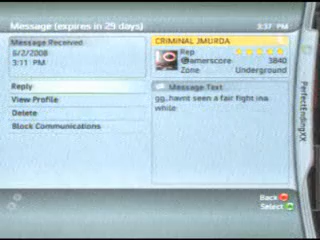 Message (expires in 29 days)
3:37 PM
Message Received
6/2/2008
3:11 PM
CRIMINAL JMURDA
Rep
Gamerscore 3840
Zone Underground
Reply
View Profile
Delete
Block Communications
Message Text
gg..havnt seen a fair fight ina
while
PerfectEndingXX
Back
Select